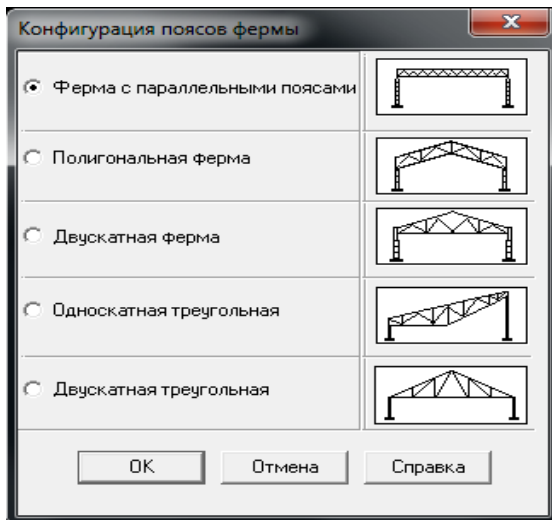 Конфигурация поясов фермы
Ферма с параллельными поясами
Полигональная ферма
Двускатная ферма
Односкатная треугольная
Двускатная треугольная
OK
Отмена
Справка